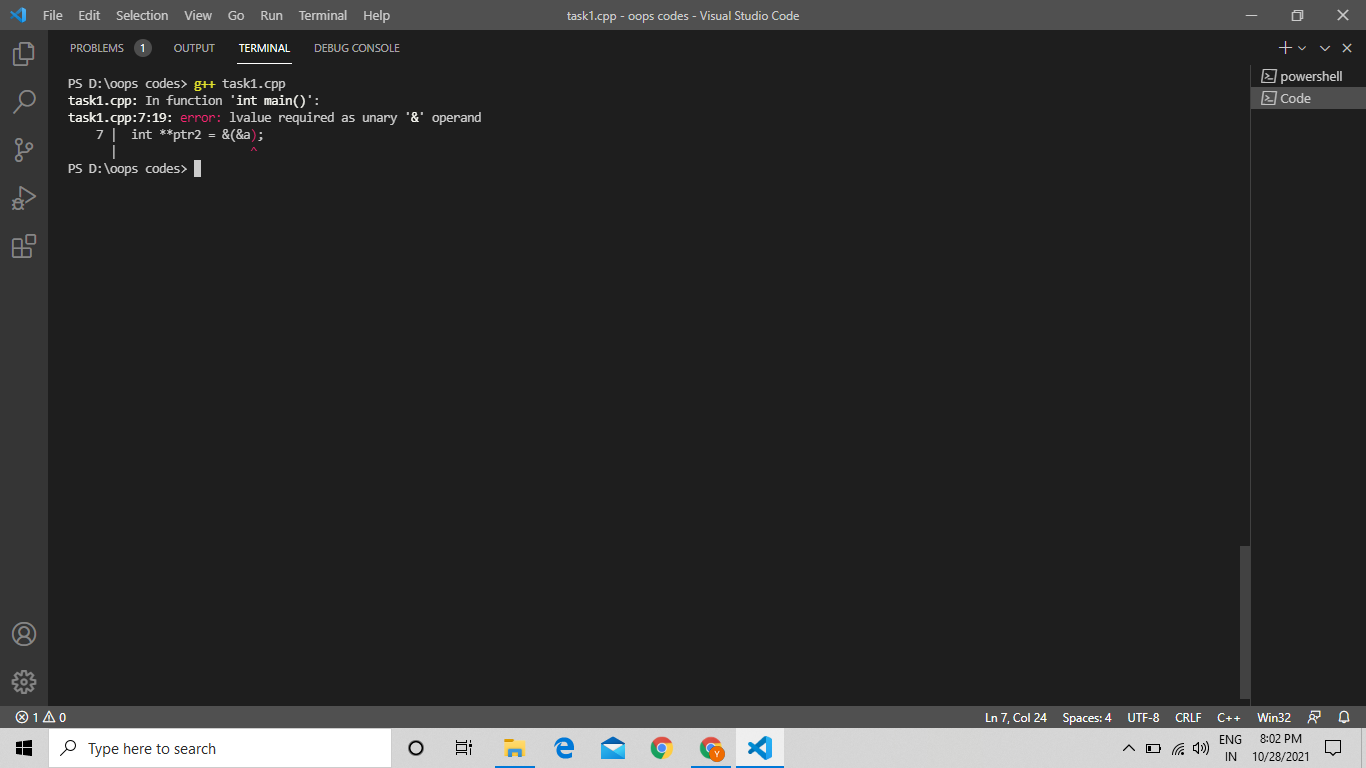 File Edit Selection View Go Run Terminal Help
task1.cpp - oops codes - Visual Studio Code
PROBLEMS 1 OUTPUT TERMINAL DEBUG CONSOLE
PS D:\oops codes> g++ task1.cpp
task1.cpp: In function 'int main()':
task1.cpp:7:19: error: lvalue required as unary '&' operand
7 | int **ptr2 = &(&a);
| ^
PS D:\oops codes>
powershell
Code
1 0
Ln 7, Col 24 Spaces: 4 UTF-8 CRLF C++ Win32
Type here to search
Y
ENG
IN
8:02 PM
10/28/2021